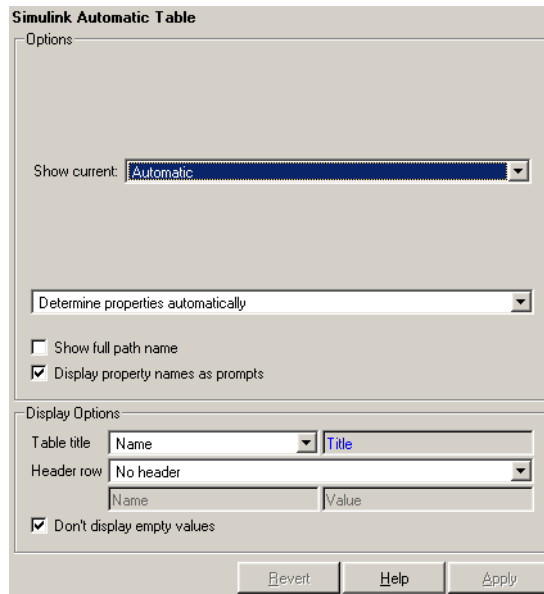 Simulink Automatic Table
Options
Show current: Automatic
Determine properties automatically
Show full path name
Display property names as prompts
Display Options
Table title Name Title
Header row No header
Name Value
Don't display empty values
Revert Help Apply